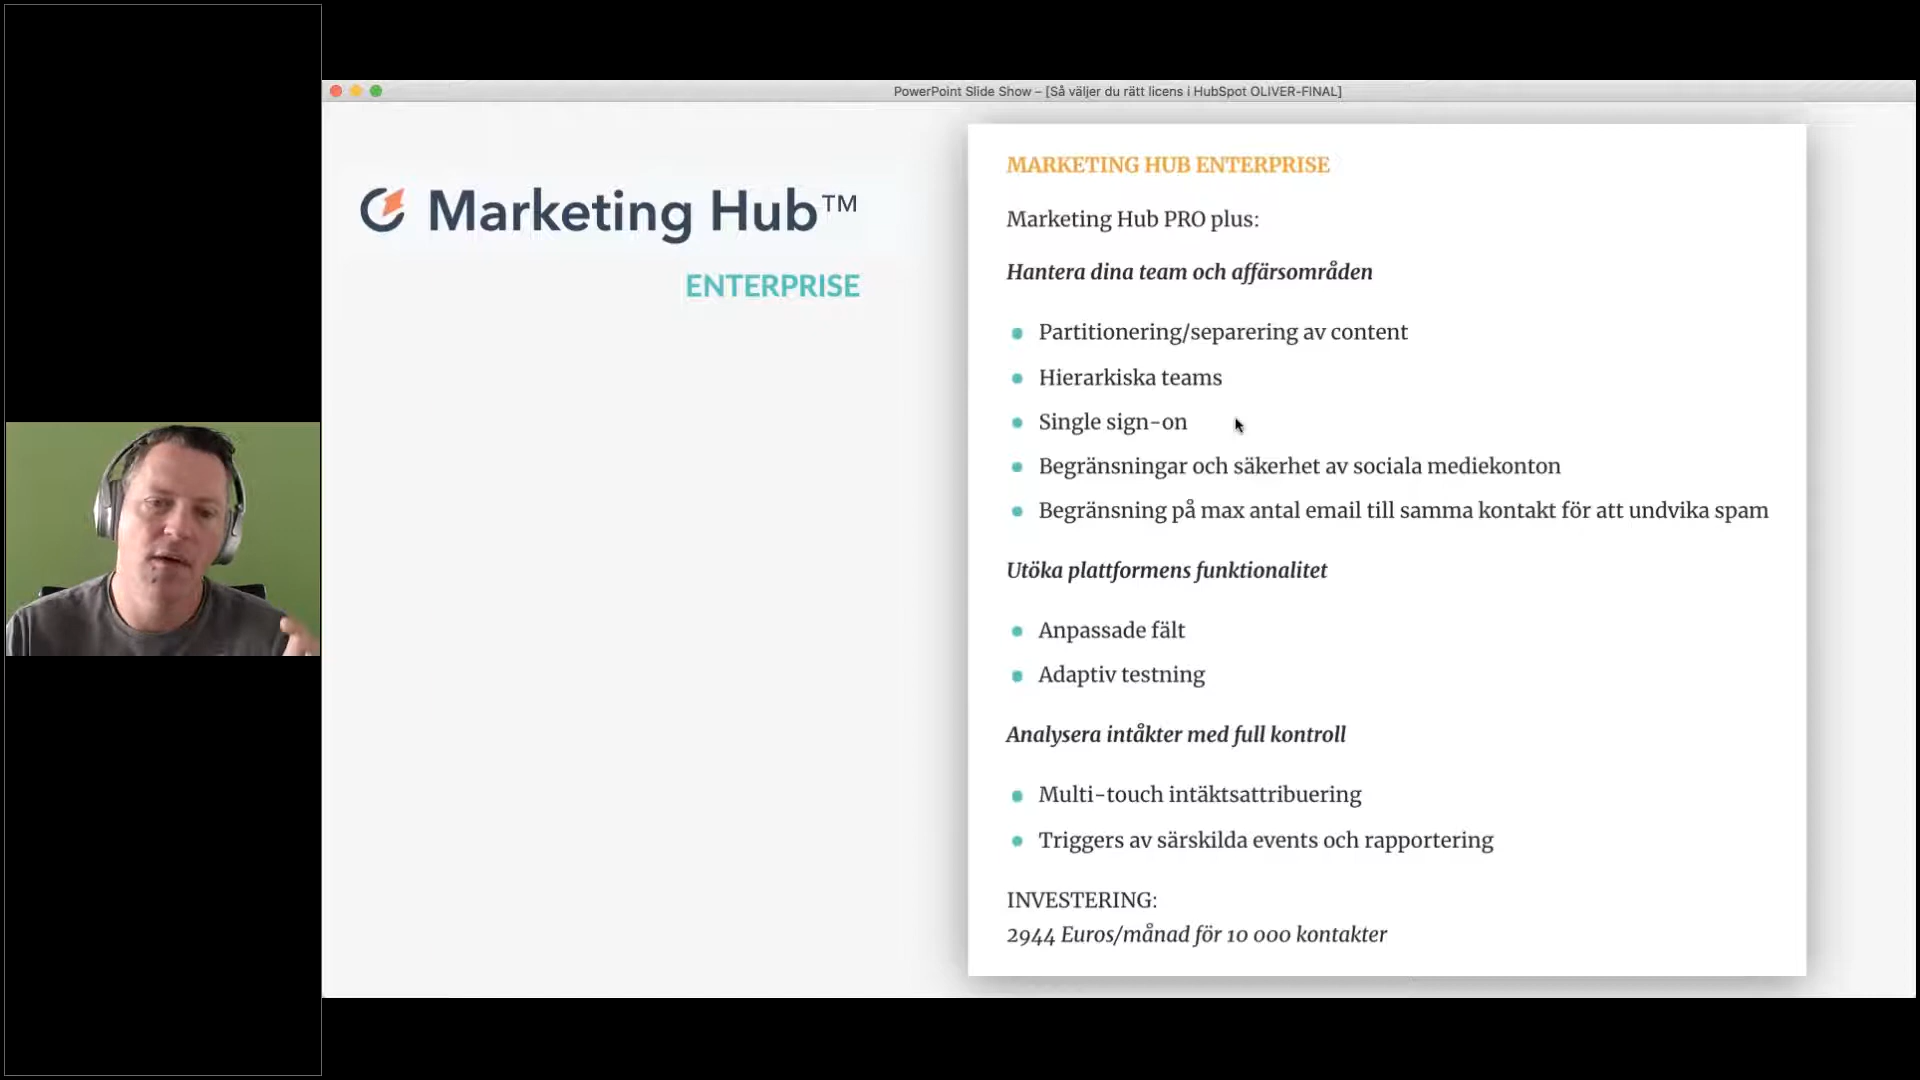 PowerPoint Slide Show – [Så väljer du rätt licens i HubSpot OLIVER-FINAL]
Marketing Hub™
ENTERPRISE
MARKETING HUB ENTERPRISE
Marketing Hub PRO plus:
Hantera dina team och affärsområden
Partitionering/separering av content
Hierarkiska teams
Single sign-on
Begränsningar och säkerhet av sociala mediekonton
Begränsning på max antal email till samma kontakt för att undvika spam
Utöka plattformens funktionalitet
Anpassade fält
Adaptiv testning
Analysera intåkter med full kontroll
Multi-touch intäktsattribuering
Triggers av särskilda events och rapportering
INVESTERING:
2944 Euros/månad för 10 000 kontakter